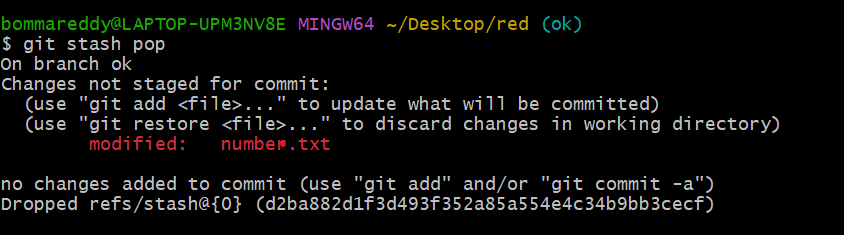 bommareddy@LAPTOP-UPM3NV8E MINGW64 ~/Desktop/red (ok)
$ git stash pop
On branch ok
Changes not staged for commit:
  (use "git add <file>..." to update what will be committed)
  (use "git restore <file>..." to discard changes in working directory)
        modified:   number.txt

no changes added to commit (use "git add" and/or "git commit -a")
Dropped refs/stash@{0} (d2ba882d1f3d493f352a85a554e4c34b9bb3cecf)